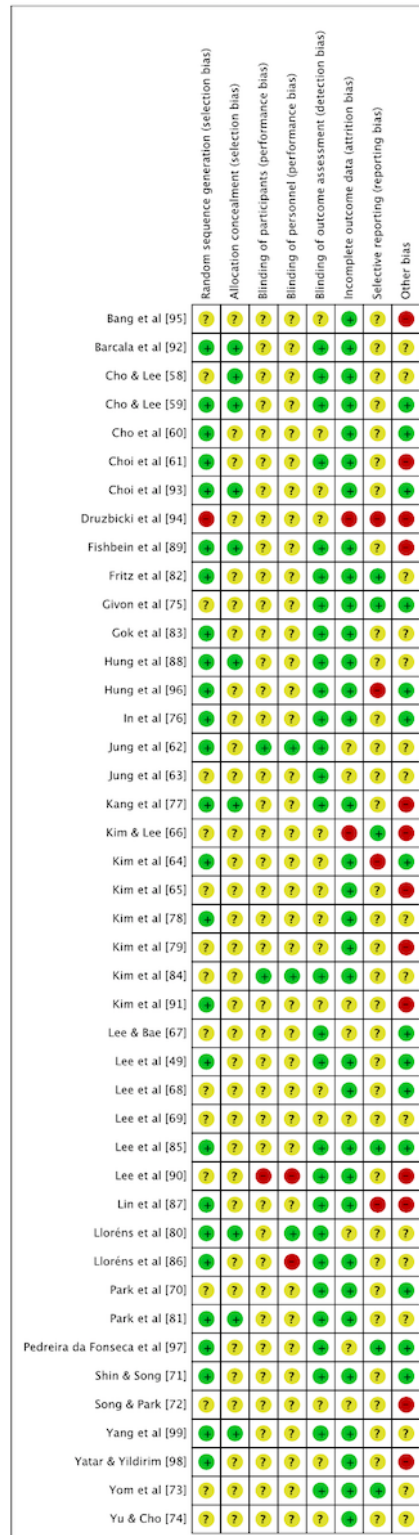 Random sequence generation (selection bias)
Allocation concealment (selection bias)
Blinding of participants (performance bias)
Blinding of personnel (performance bias)
Blinding of outcome assessment (detection bias)
Incomplete outcome data (attrition bias)
Selective reporting (reporting bias)
Other bias
Bang et al [95] ? ? ? ? ? + ? −
Barcala et al [92] + + ? ? + + ? ?
Cho & Lee [58] ? + ? ? + + ? ?
Cho & Lee [59] + + ? ? + + ? +
Cho et al [60] + ? ? ? ? + ? +
Choi et al [61] + ? ? ? + + ? −
Choi et al [93] + + ? ? ? + ? +
Druzbicki et al [94] − ? ? ? ? − − −
Fishbein et al [89] + + ? ? + + ? −
Fritz et al [82] + ? ? ? + + + ?
Givon et al [75] ? ? ? ? + + + +
Gok et al [83] + ? ? ? + + ? ?
Hung et al [88] + + ? ? + + ? ?
Hung et al [96] + ? ? ? + + − +
In et al [76] + ? ? ? + + ? +
Jung et al [62] + ? + + + ? ? ?
Jung et al [63] ? ? ? ? + ? ? ?
Kang et al [77] + + ? ? + + ? −
Kim & Lee [66] ? ? ? ? ? − + −
Kim et al [64] + ? ? ? ? + − +
Kim et al [65] ? ? ? ? ? + ? −
Kim et al [78] + ? ? ? ? + ? ?
Kim et al [79] ? ? ? ? ? + ? −
Kim et al [84] ? ? + + + + ? ?
Kim et al [91] + ? ? ? ? ? ? −
Lee & Bae [67] ? ? ? ? + ? ? +
Lee et al [49] + ? ? ? + + ? +
Lee et al [68] ? ? ? ? ? + ? +
Lee et al [69] ? ? ? ? ? ? ? ?
Lee et al [85] + ? ? ? + + + +
Lee et al [90] ? ? − − + + ? −
Lin et al [87] + ? ? ? + + − −
Lloréns et al [80] + + ? + + ? ? ?
Lloréns et al [86] + ? ? − + + ? ?
Park et al [70] ? ? ? ? + + ? +
Park et al [81] + + ? ? + + ? ?
Pedreira da Fonseca et al [97] + ? ? ? + ? + +
Shin & Song [71] + ? ? ? + + ? +
Song & Park [72] ? ? ? ? ? ? ? −
Yang et al [99] + + ? ? + + ? ?
Yatar & Yildirim [98] + ? ? ? ? + ? −
Yom et al [73] ? ? ? ? + + + ?
Yu & Cho [74] ? ? ? ? ? + ? ?